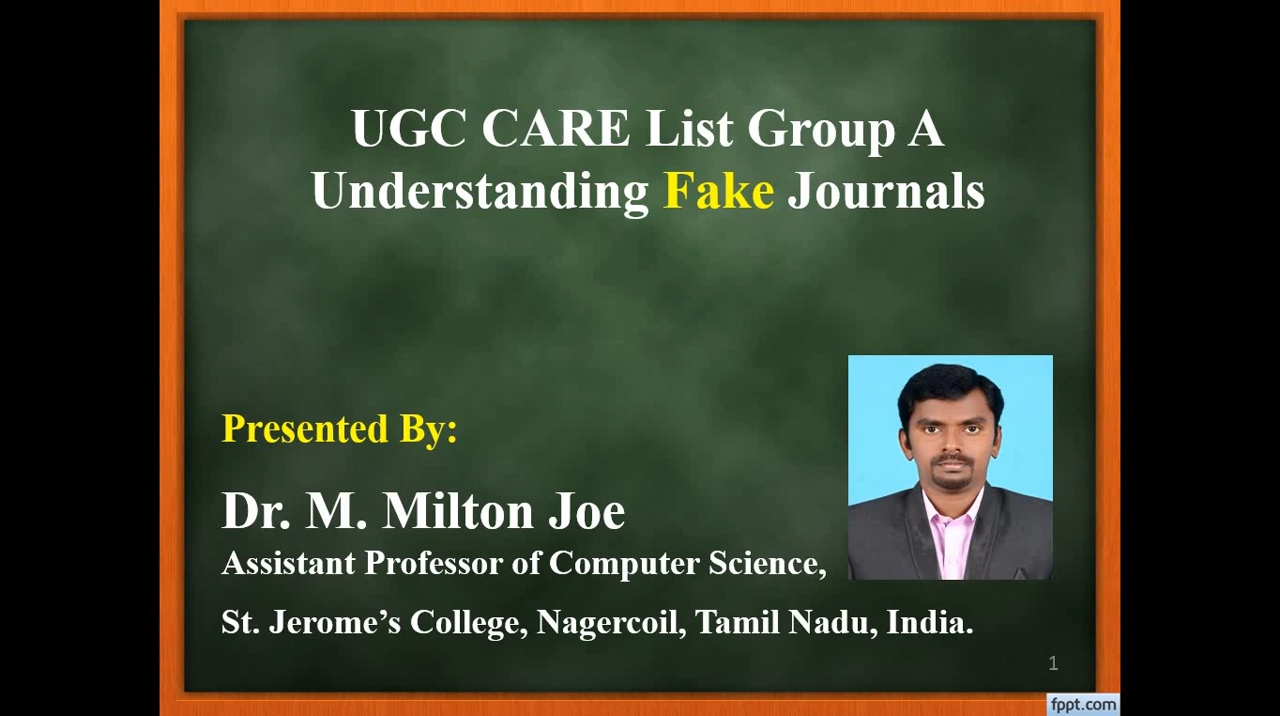 UGC CARE List Group A
Understanding Fake Journals
Presented By:
Dr. M. Milton Joe
Assistant Professor of Computer Science,
St. Jerome’s College, Nagercoil, Tamil Nadu, India.
1
fppt.com